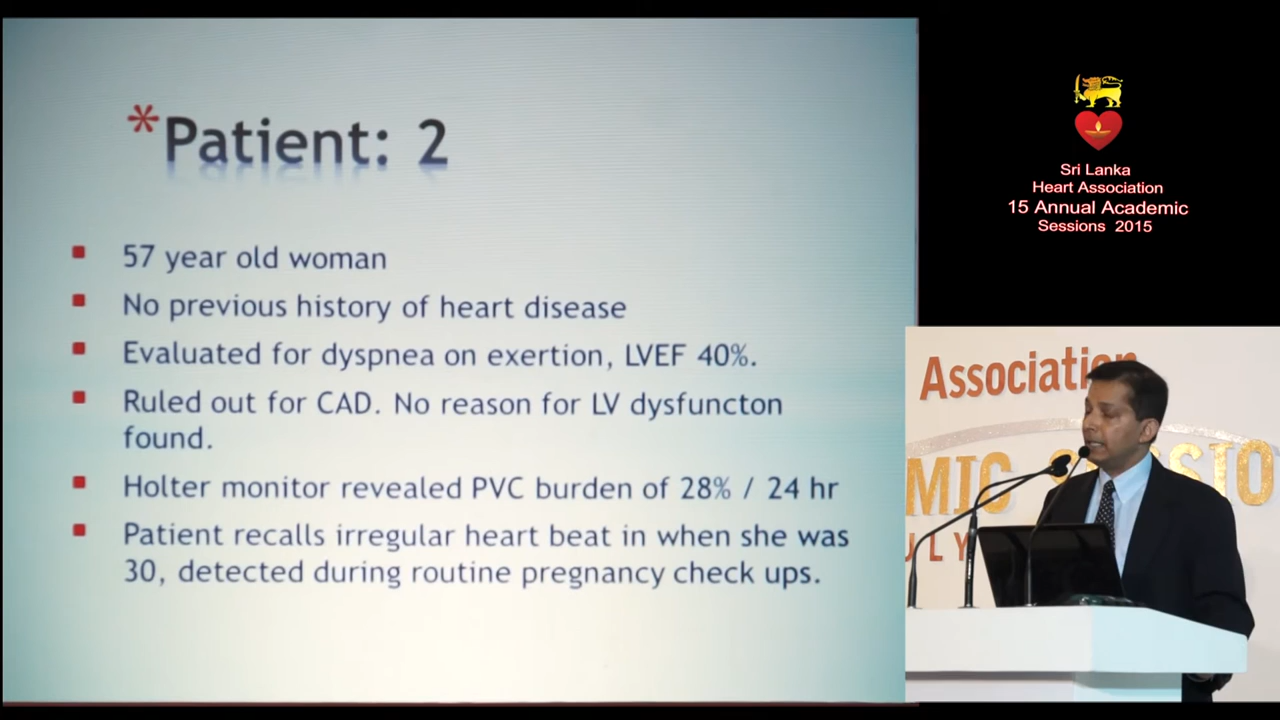 *Patient: 2
57 year old woman
No previous history of heart disease
Evaluated for dyspnea on exertion, LVEF 40%.
Ruled out for CAD. No reason for LV dysfuncton
found.
Holter monitor revealed PVC burden of 28% / 24 hr
Patient recalls irregular heart beat in when she was
30, detected during routine pregnancy check ups.
Sri Lanka
Heart Association
15 Annual Academic
Sessions 2015
Association